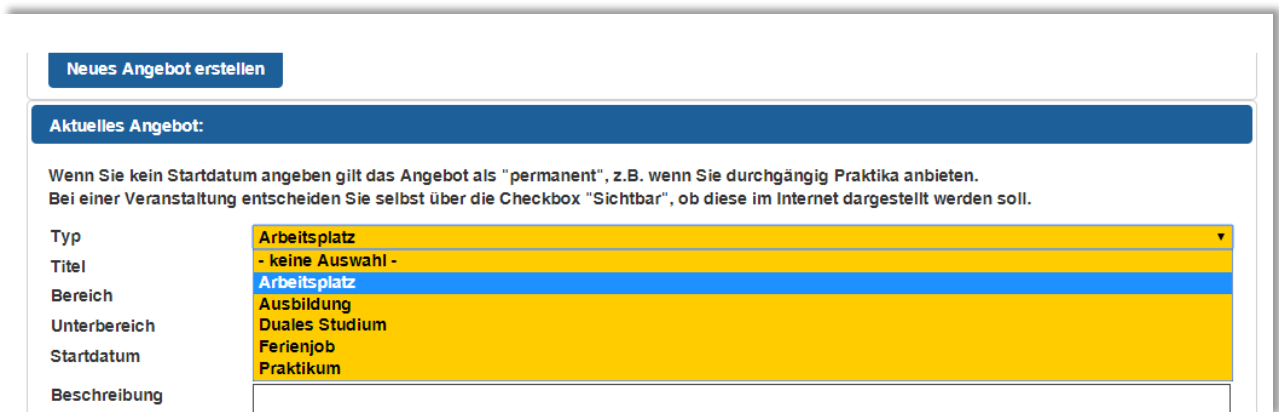 Neues Angebot erstellen
Aktuelles Angebot:
Wenn Sie kein Startdatum angeben gilt das Angebot als "permanent", z.B. wenn Sie durchgängig Praktika anbieten.
Bei einer Veranstaltung entscheiden Sie selbst über die Checkbox "Sichtbar", ob diese im Internet dargestellt werden soll.
Typ
Arbeitsplatz
Titel
- keine Auswahl -
Arbeitsplatz
Bereich
Ausbildung
Unterbereich
Duales Studium
Ferienjob
Startdatum
Praktikum
Beschreibung